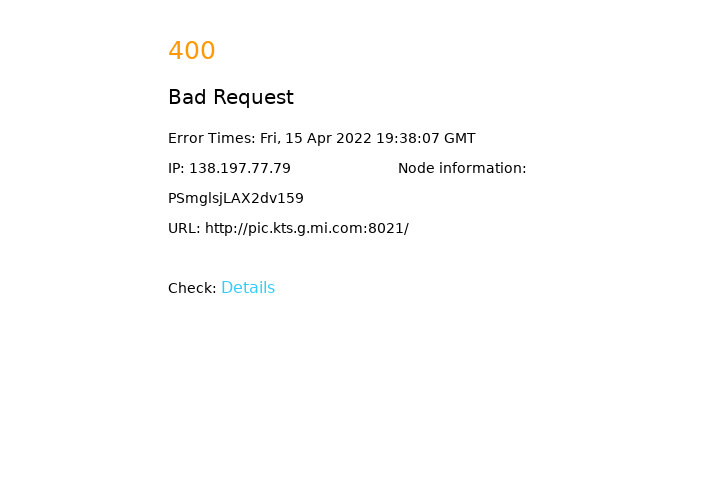 400
Bad Request
Error Times: Fri, 15 Apr 2022 19:38:07 GMT
IP: 138.197.77.79 Node information:
PSmglsjLAX2dv159
URL: http://pic.kts.g.mi.com:8021/
Check: Details